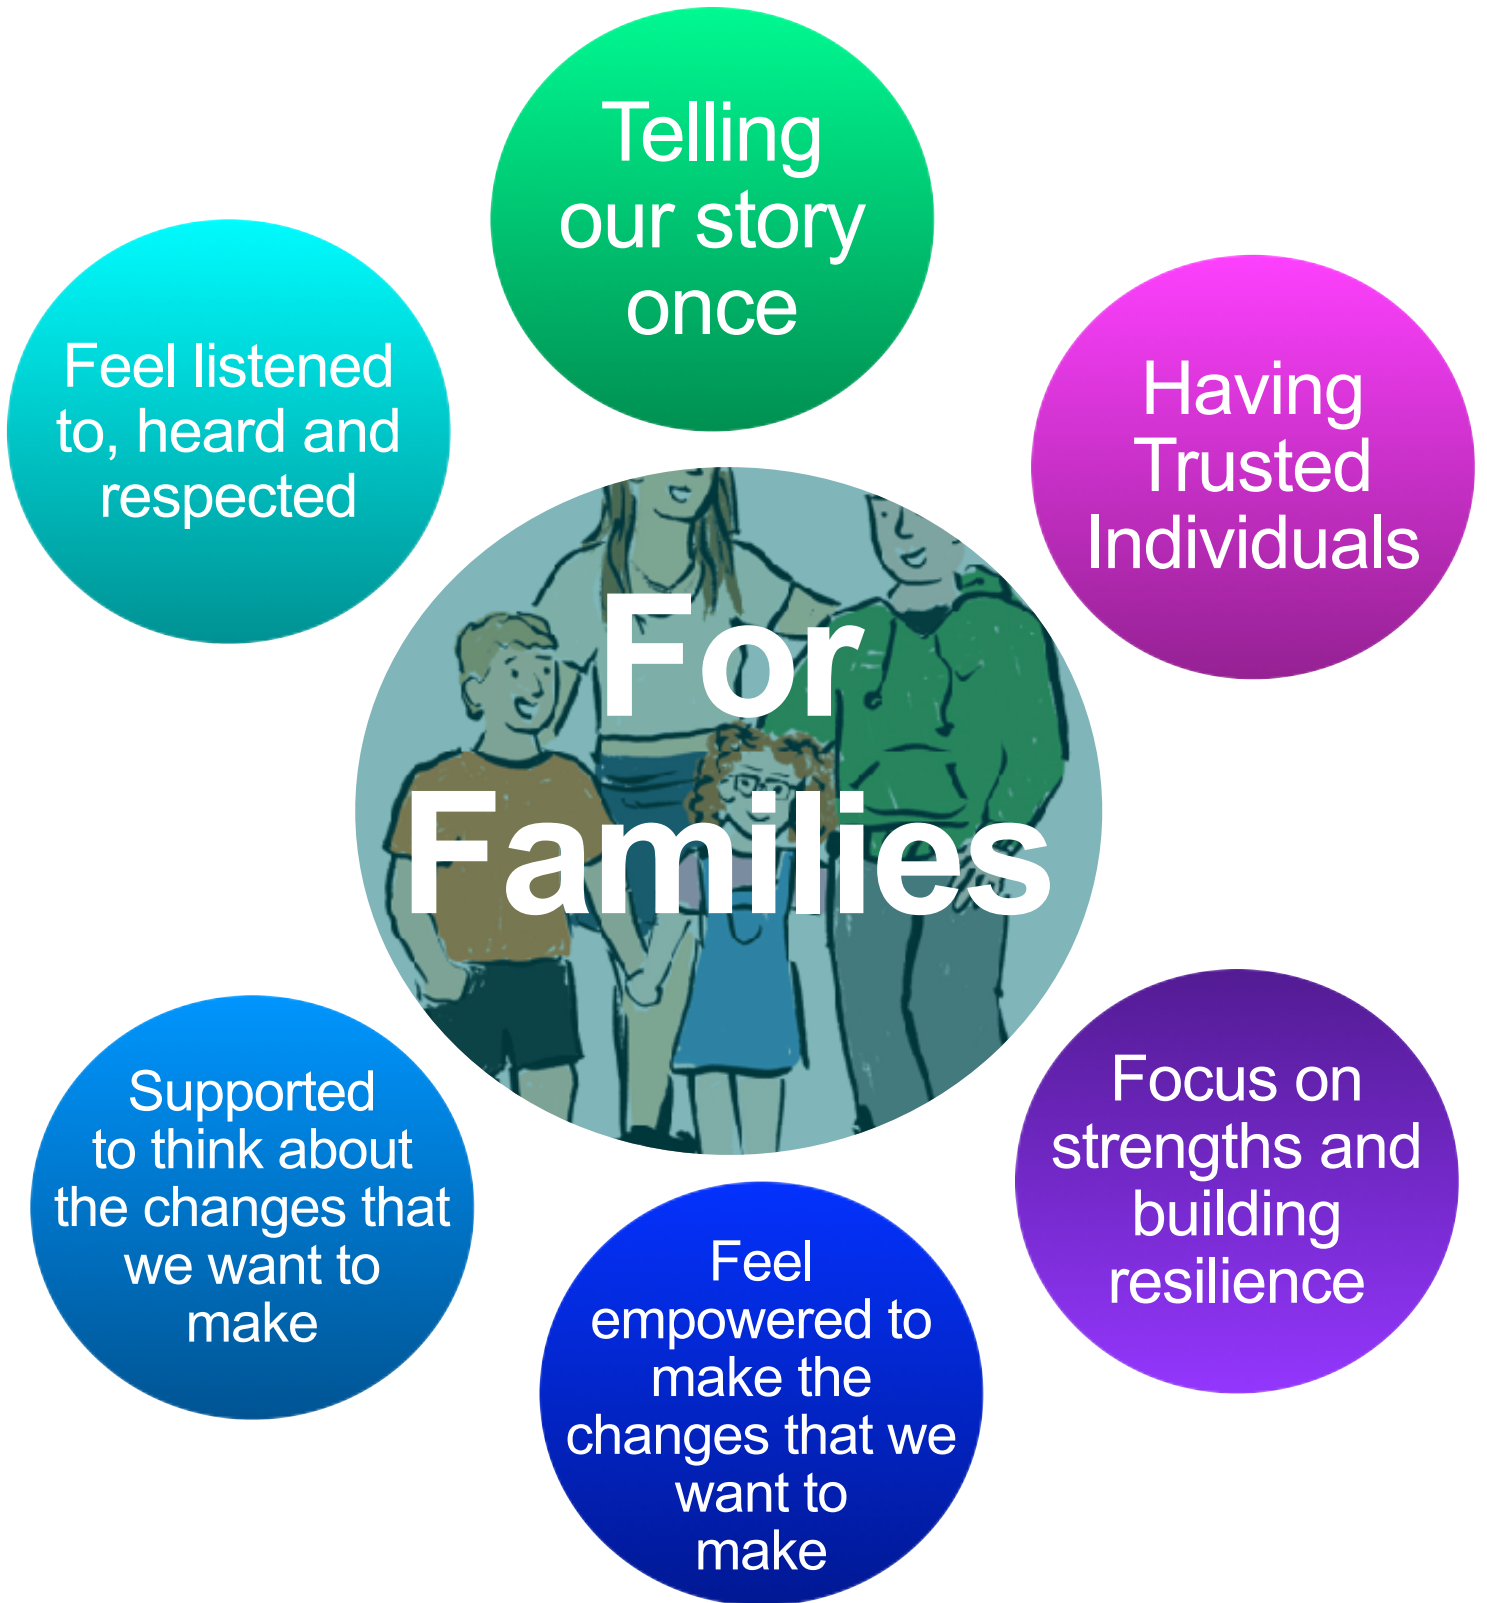 Telling
our story
once
Having
Trusted
Individuals
Focus on
strengths and
building
resilience
Feel
empowered to
make the
changes that we
want to
make
Supported
to think about
the changes that
we want to
make
Feel listened
to, heard and
respected
For
Families